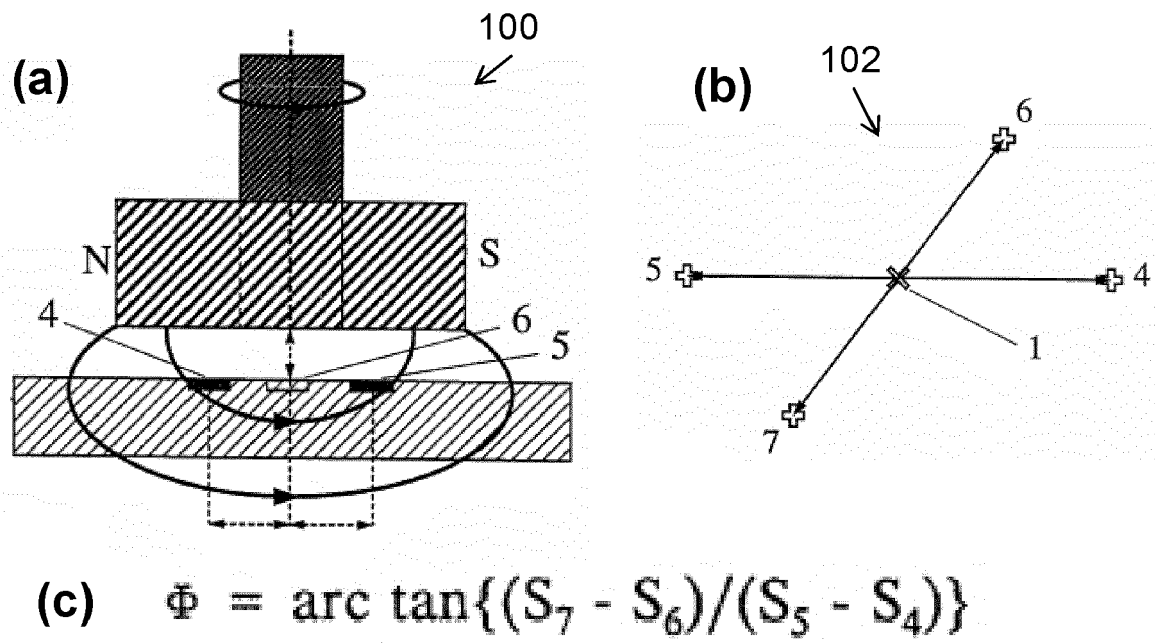 (a)
100
N
S
4
6
5
(b)
102
6
5
4
1
7
(c) Φ = arc tan{(S₇ - S₆)/(S₅ - S₄)}